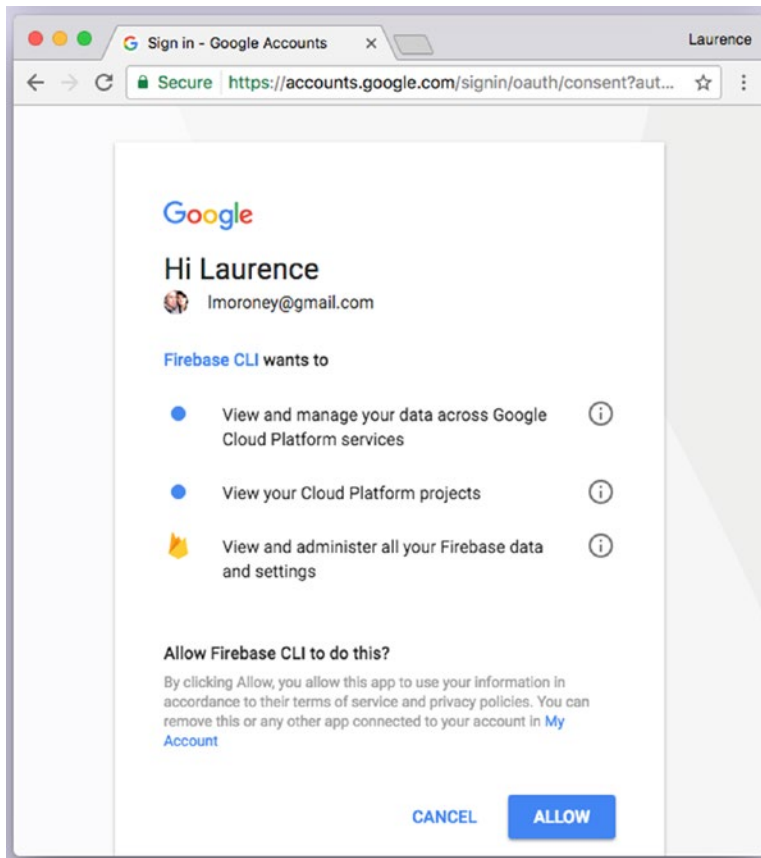 Sign in - Google Accounts
Laurence
Secure https://accounts.google.com/signin/oauth/consent?aut...
Google
Hi Laurence
lmoroney@gmail.com
Firebase CLI wants to
View and manage your data across Google
Cloud Platform services
View your Cloud Platform projects
View and administer all your Firebase data
and settings
Allow Firebase CLI to do this?
By clicking Allow, you allow this app to use your information in
accordance to their terms of service and privacy policies. You can
remove this or any other app connected to your account in My
Account
CANCEL ALLOW